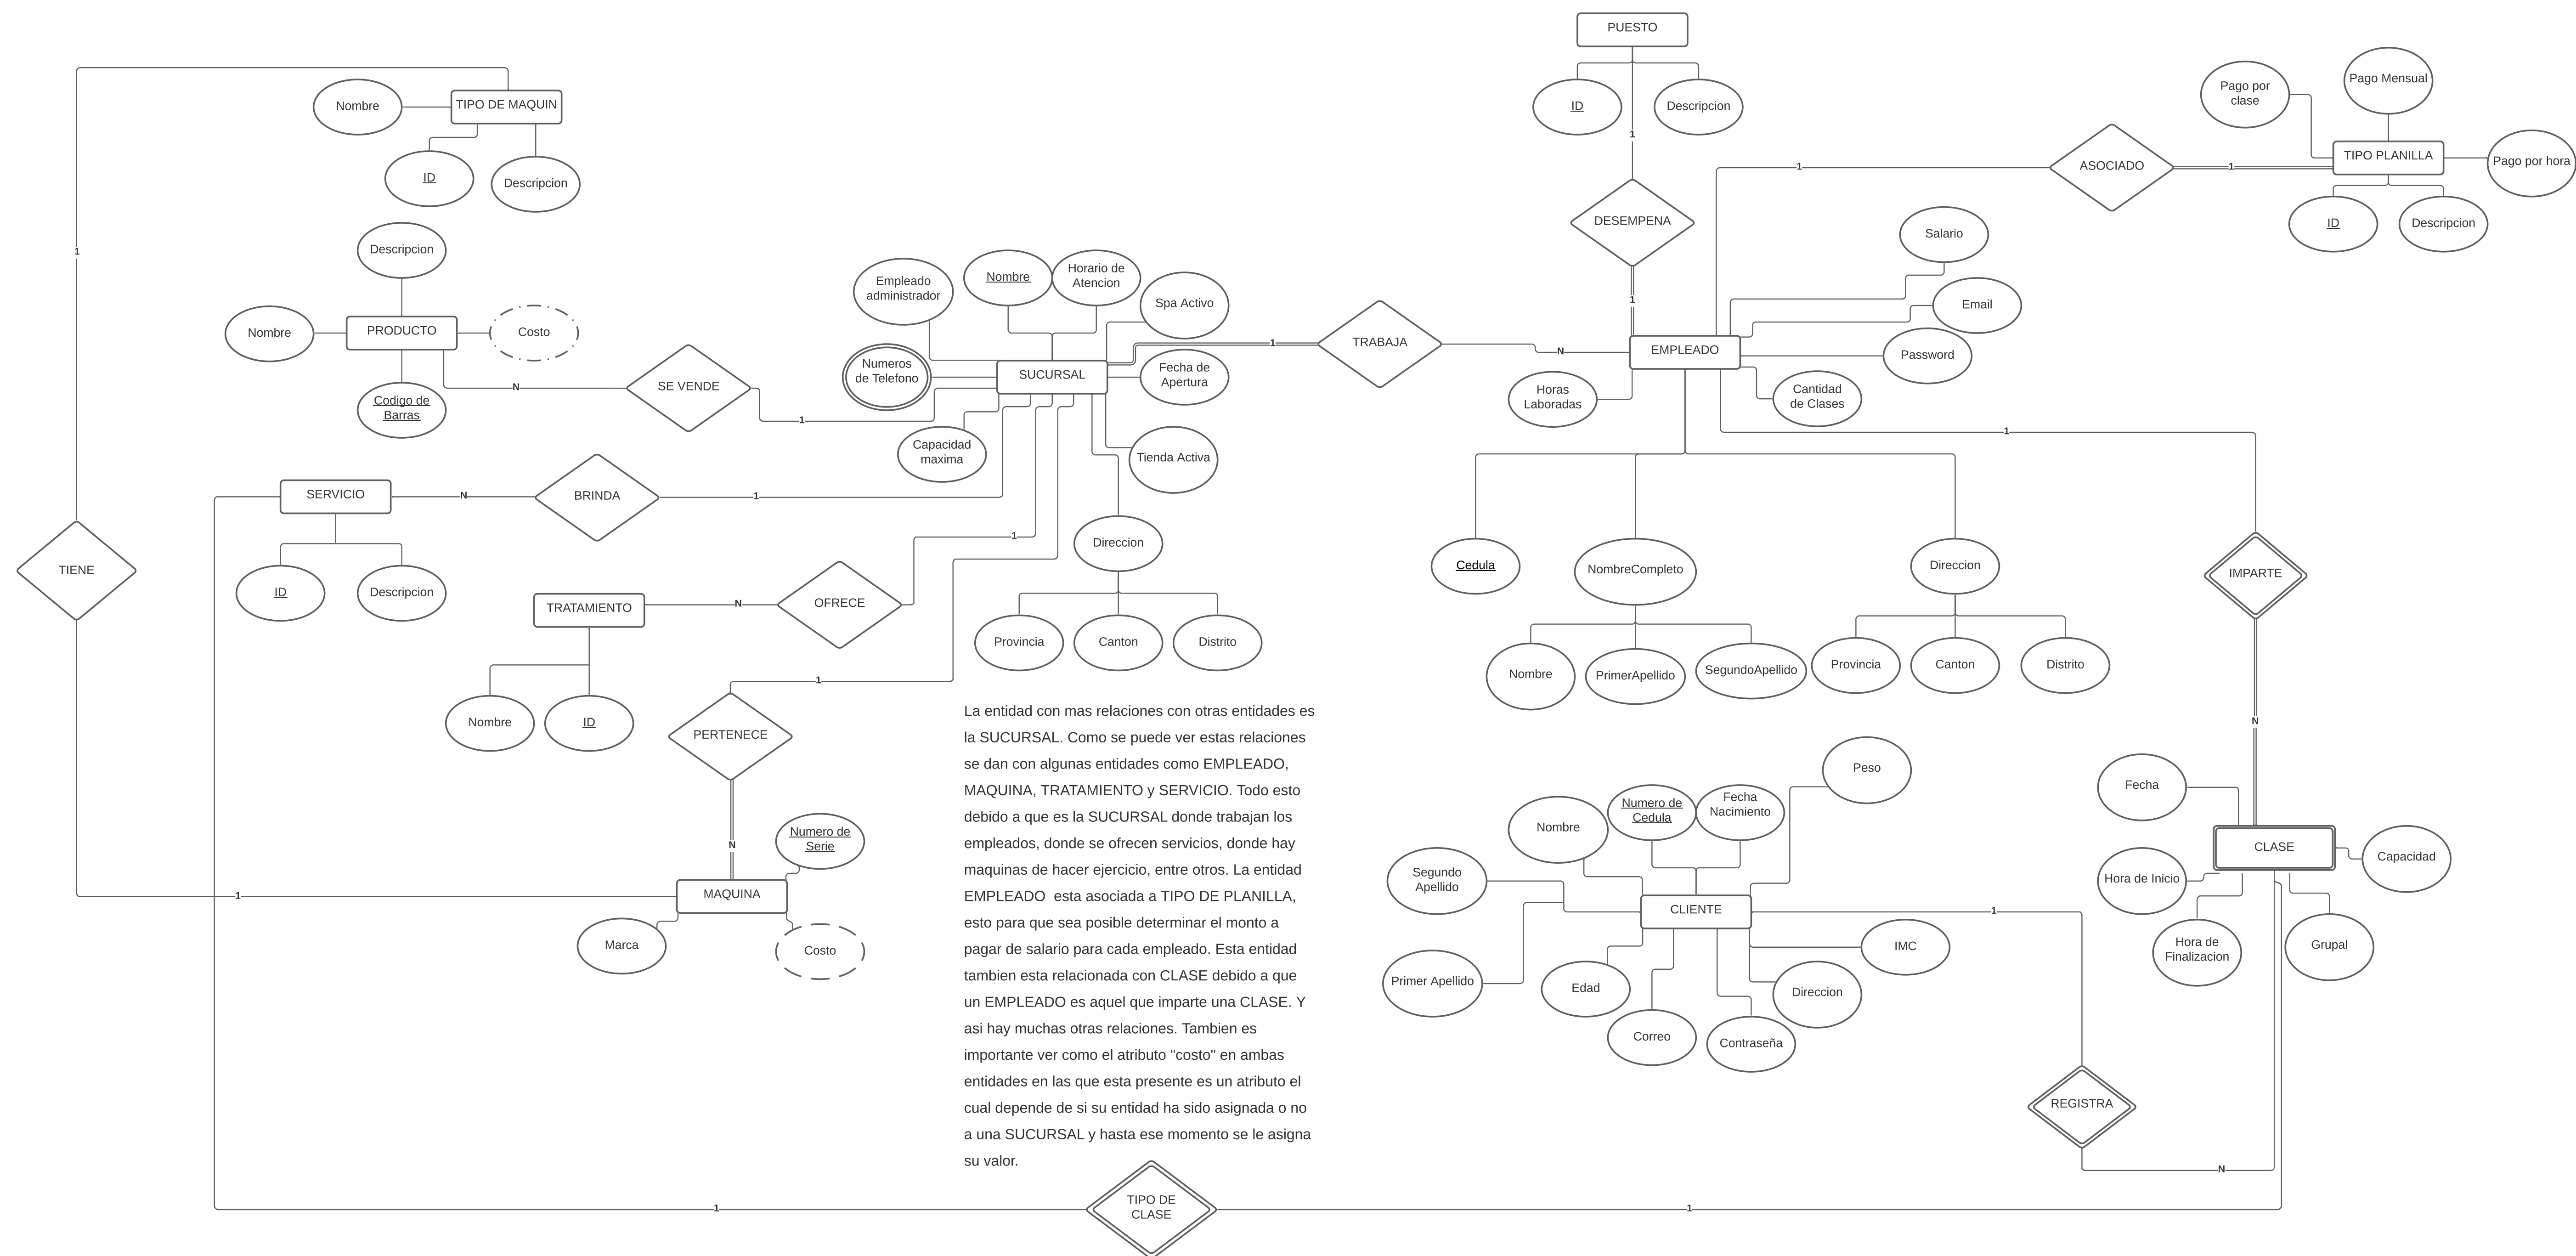 PUESTO
ID
Descripcion
1
DESEMPENA
1
TIPO DE MAQUIN
Nombre
ID
Descripcion
1
TIENE
1
Descripcion
Nombre
PRODUCTO
Costo
Codigo de
Barras
N
SE VENDE
1
Empleado
administrador
Nombre
Horario de
Atencion
Spa Activo
Numeros
de Telefono
SUCURSAL
Fecha de
Apertura
Capacidad
maxima
Tienda Activa
1
TRABAJA
N
Pago por
clase
Pago Mensual
ASOCIADO
1
1
TIPO PLANILLA
Pago por hora
ID
Descripcion
Salario
Email
EMPLEADO
Password
Horas
Laboradas
Cantidad
de Clases
1
SERVICIO
N
BRINDA
1
ID
Descripcion
TRATAMIENTO
N
OFRECE
1
Nombre
ID
Direccion
Provincia
Canton
Distrito
1
PERTENECE
N
Numero de
Serie
MAQUINA
Marca
Costo
Cedula
NombreCompleto
Direccion
Nombre
PrimerApellido
SegundoApellido
Provincia
Canton
Distrito
IMPARTE
N
La entidad con mas relaciones con otras entidades es
la SUCURSAL. Como se puede ver estas relaciones
se dan con algunas entidades como EMPLEADO,
MAQUINA, TRATAMIENTO y SERVICIO. Todo esto
debido a que es la SUCURSAL donde trabajan los
empleados, donde se ofrecen servicios, donde hay
maquinas de hacer ejercicio, entre otros. La entidad
EMPLEADO  esta asociada a TIPO DE PLANILLA,
esto para que sea posible determinar el monto a
pagar de salario para cada empleado. Esta entidad
tambien esta relacionada con CLASE debido a que
un EMPLEADO es aquel que imparte una CLASE. Y
asi hay muchas otras relaciones. Tambien es
importante ver como el atributo "costo" en ambas
entidades en las que esta presente es un atributo el
cual depende de si su entidad ha sido asignada o no
a una SUCURSAL y hasta ese momento se le asigna
su valor.
Peso
Nombre
Numero de
Cedula
Fecha
Nacimiento
Segundo
Apellido
CLIENTE
1
Primer Apellido
Edad
Correo
Contraseña
Direccion
IMC
Fecha
CLASE
Capacidad
Hora de Inicio
Hora de
Finalizacion
Grupal
REGISTRA
N
1
TIPO DE
CLASE
1